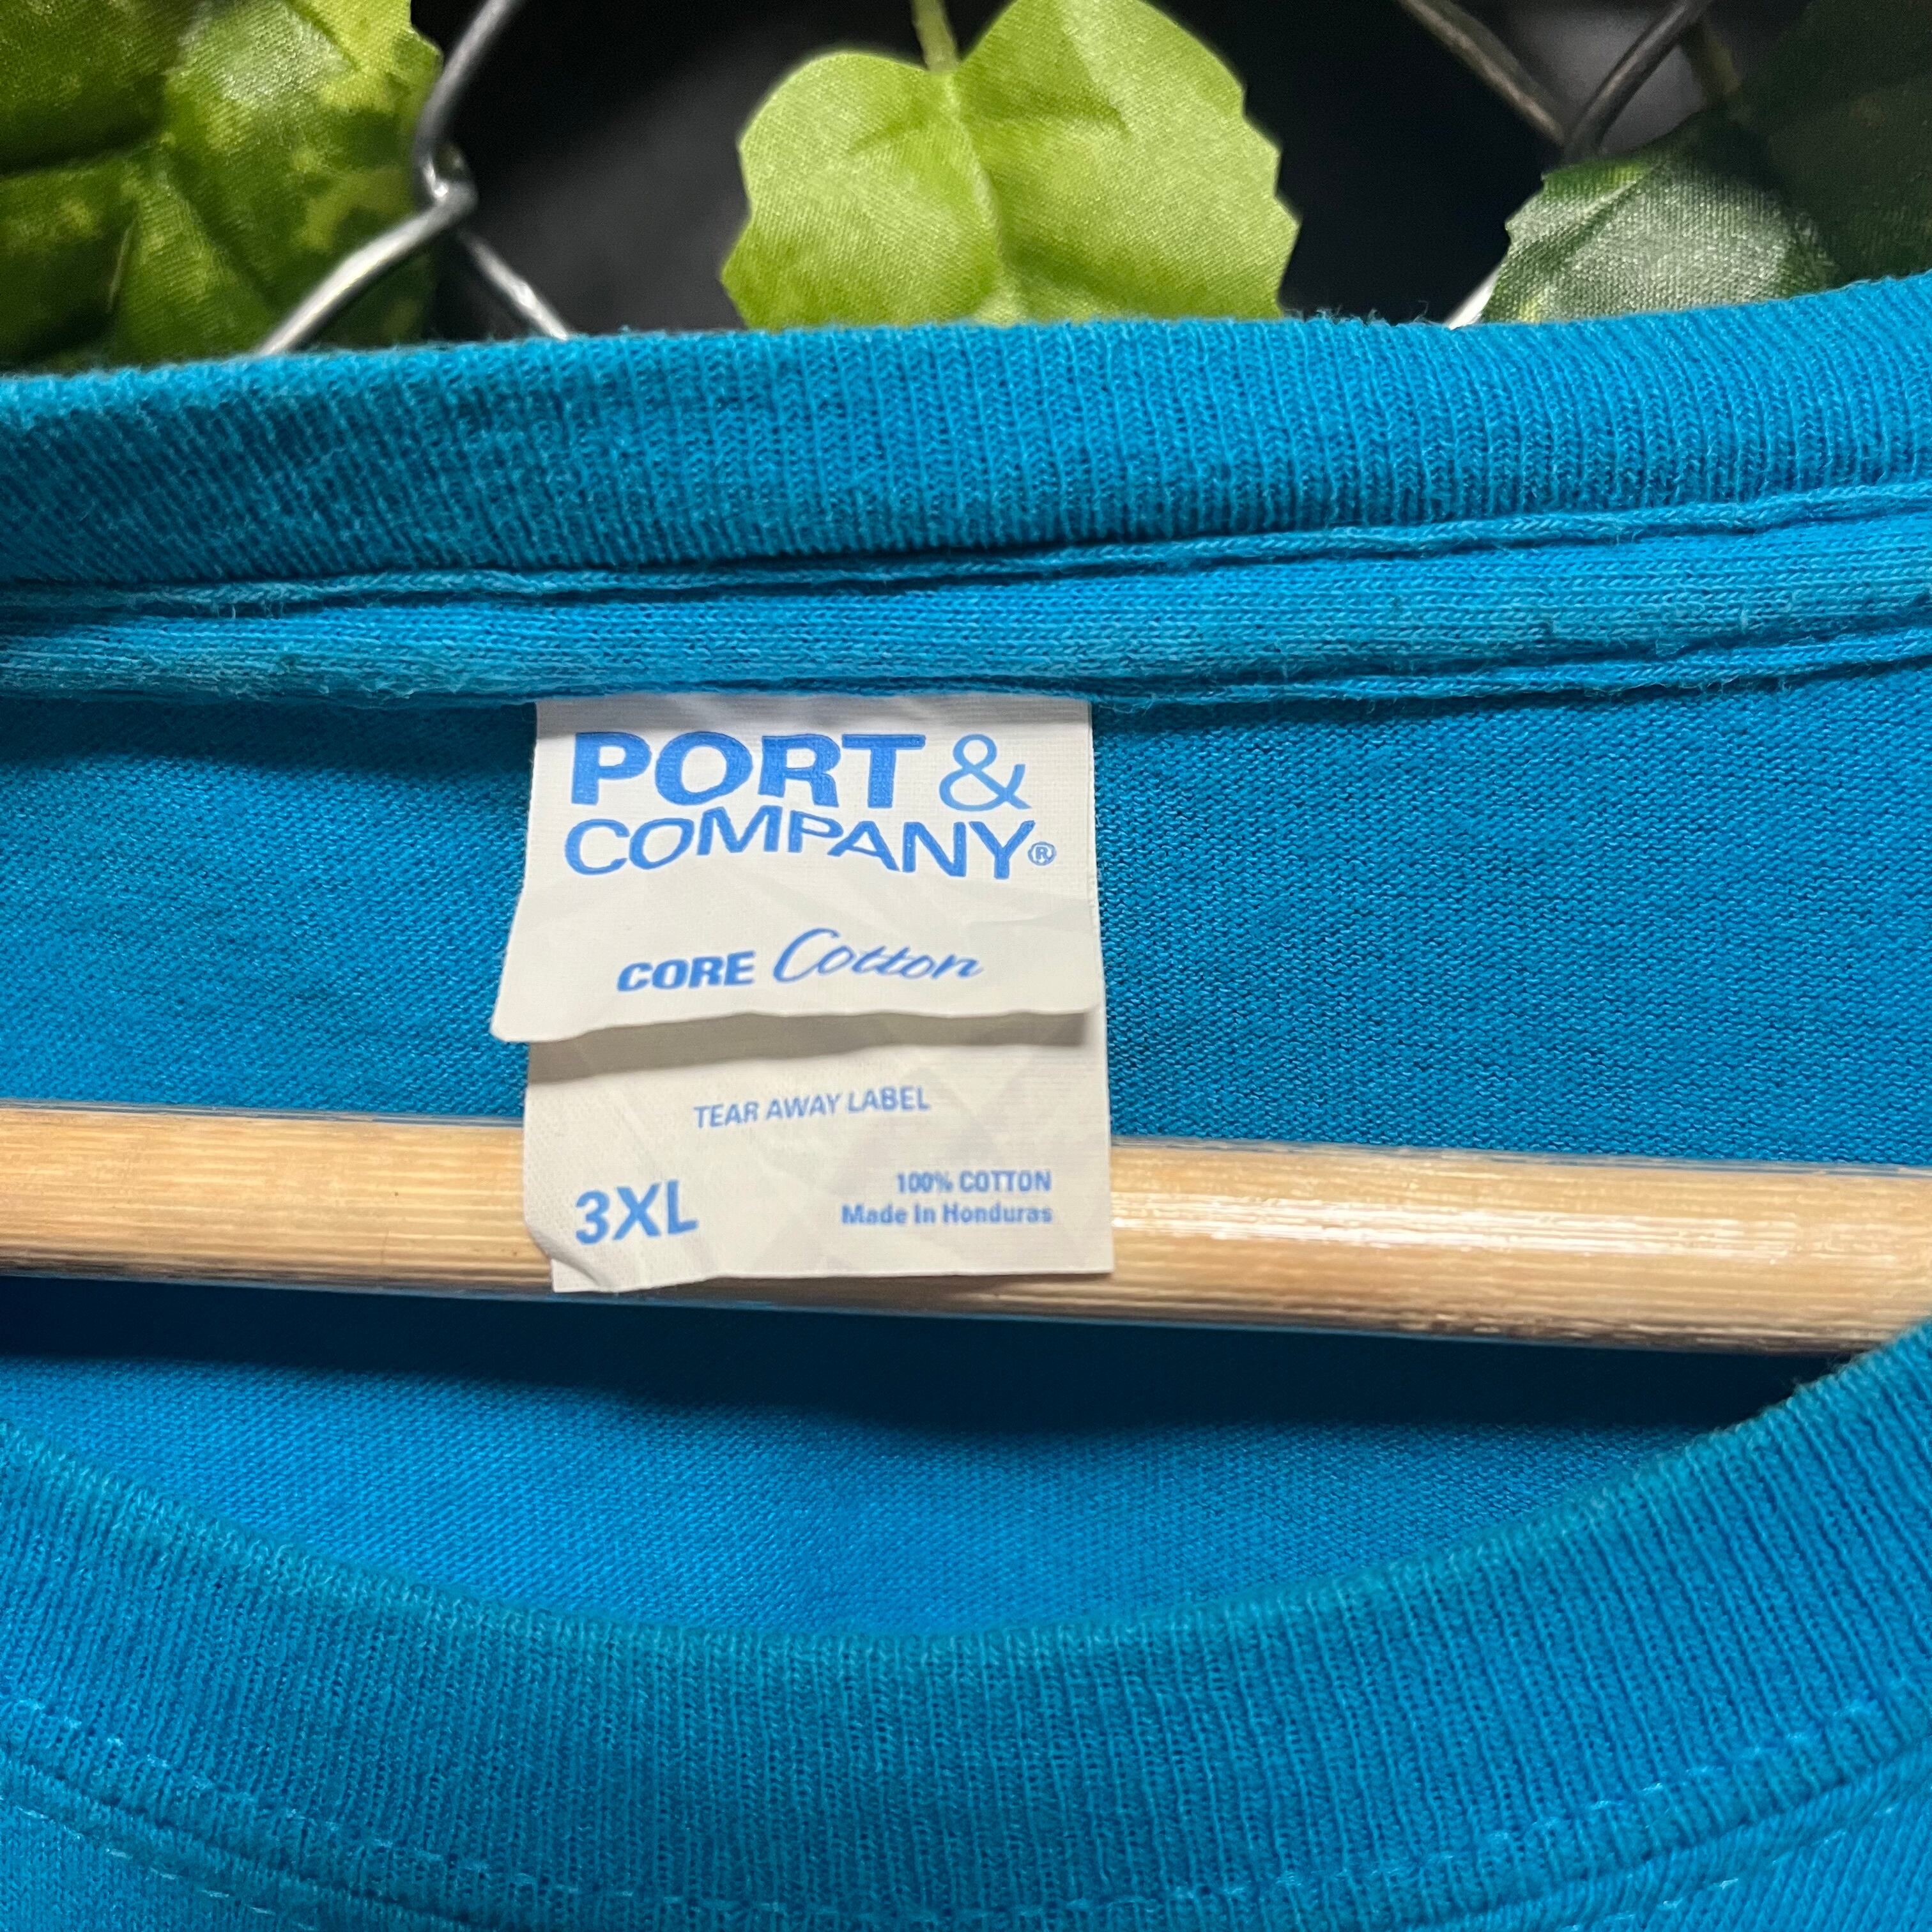 PORT &
COMPANY®
CORE Cotton
TEAR AWAY LABEL
3XL
100% COTTON
Made In Honduras